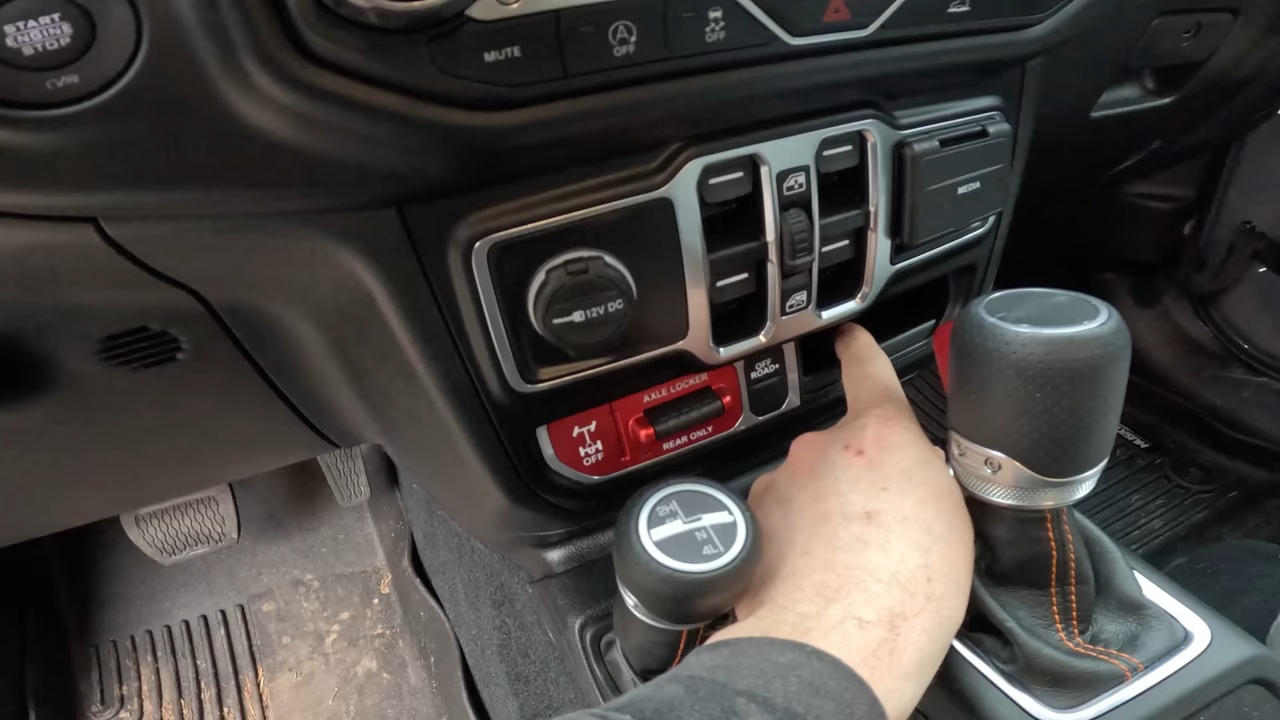 START
ENGINE
STOP
MUTE
OFF
OFF
MEDIA
12V DC
OFF
ROAD+
AXLE LOCKER
REAR ONLY
OFF
2H
N
4L